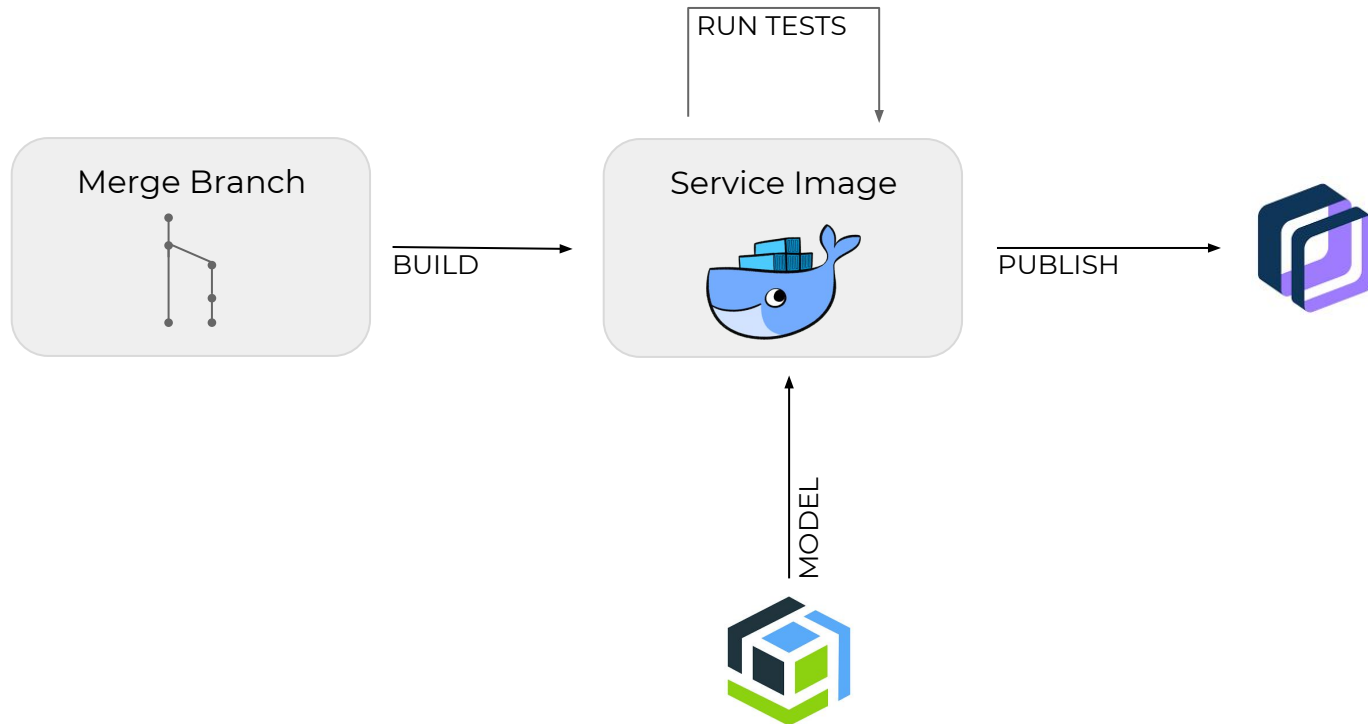 RUN TESTS
Merge Branch
Service Image
BUILD
PUBLISH
MODEL